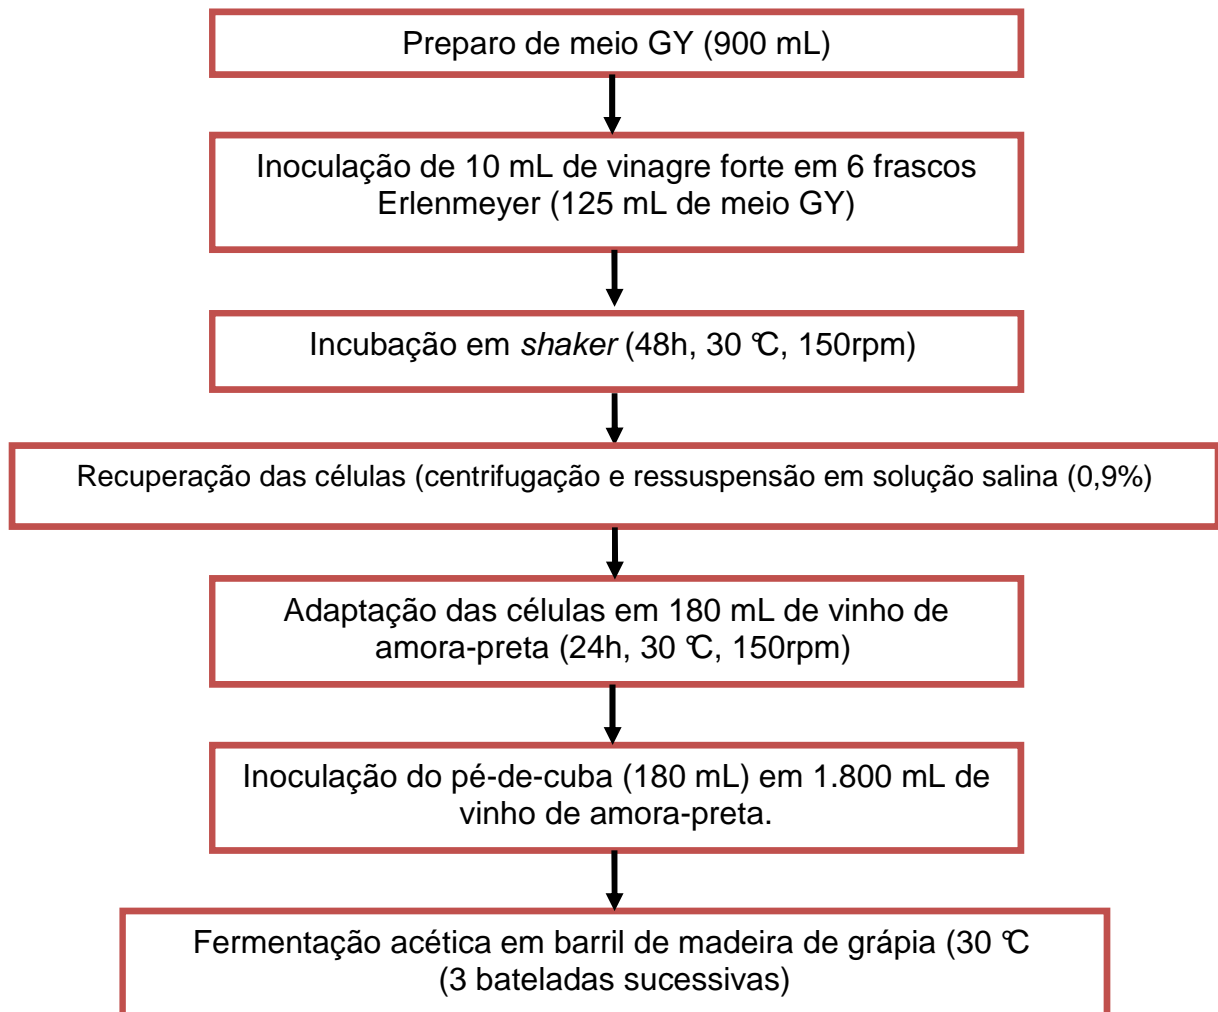 Preparo de meio GY (900 mL)
Inoculação de 10 mL de vinagre forte em 6 frascos
Erlenmeyer (125 mL de meio GY)
Incubação em shaker (48h, 30 ℃, 150rpm)
Recuperação das células (centrifugação e ressuspensão em solução salina (0,9%)
Adaptação das células em 180 mL de vinho de
amora-preta (24h, 30 ℃, 150rpm)
Inoculação do pé-de-cuba (180 mL) em 1.800 mL de
vinho de amora-preta.
Fermentação acética em barril de madeira de grápia (30 ℃
(3 bateladas sucessivas)